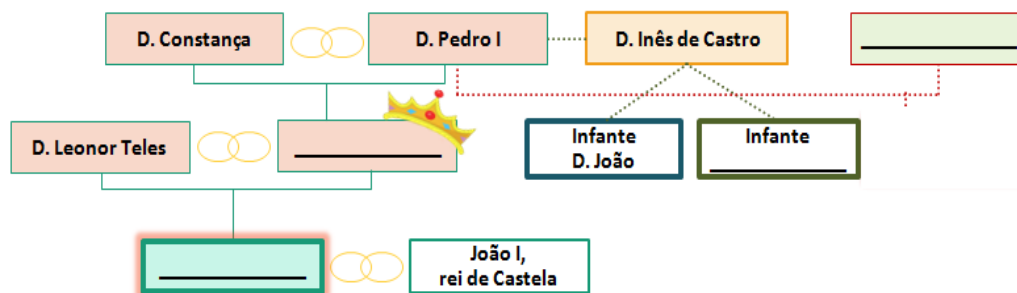 D. Constança
D. Pedro I
D. Inês de Castro
D. Leonor Teles
Infante
D. João
Infante
João I,
rei de Castela